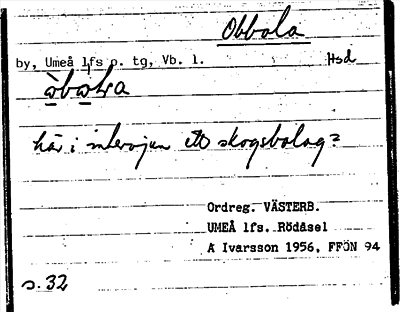 Obbola
by, Umeå lfs o. tg, Vb. l.
Hsd
här i intervjun ett skogsbolag?
Ordreg. VÄSTERB.
UMEÅ lfs. Rödåsel
A Ivarsson 1956, FFÖN 94
s. 32